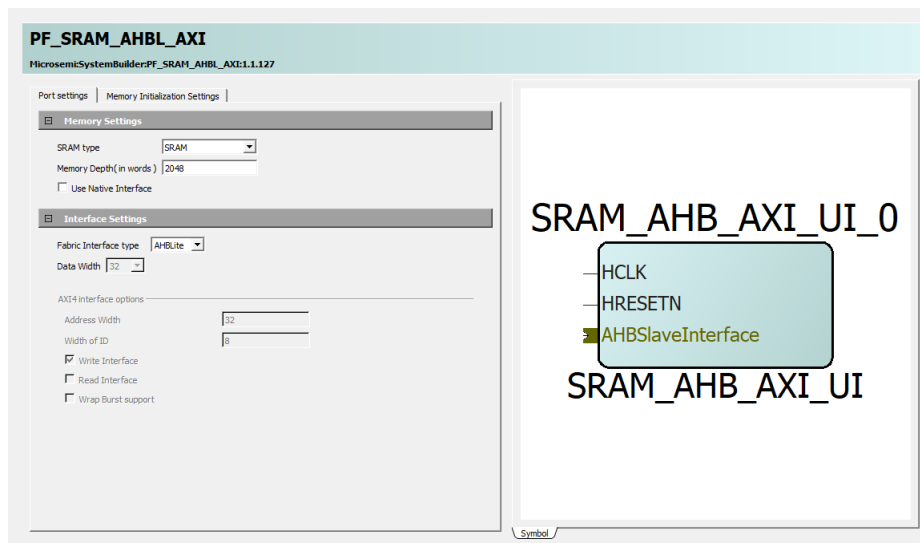 PF_SRAM_AHBL_AXI
Microsemi:SystemBuilder:PF_SRAM_AHBL_AXI:1.1.127
Port settings Memory Initialization Settings
Memory Settings
SRAM type SRAM
Memory Depth( in words ) 2048
Use Native Interface
Interface Settings
Fabric Interface type AHBLite
Data Width 32
AXI4 interface options
Address Width 32
Width of ID 8
Write Interface
Read Interface
Wrap Burst support
SRAM_AHB_AXI_UI_0
HCLK
HRESETN
AHBSlaveInterface
SRAM_AHB_AXI_UI
Symbol